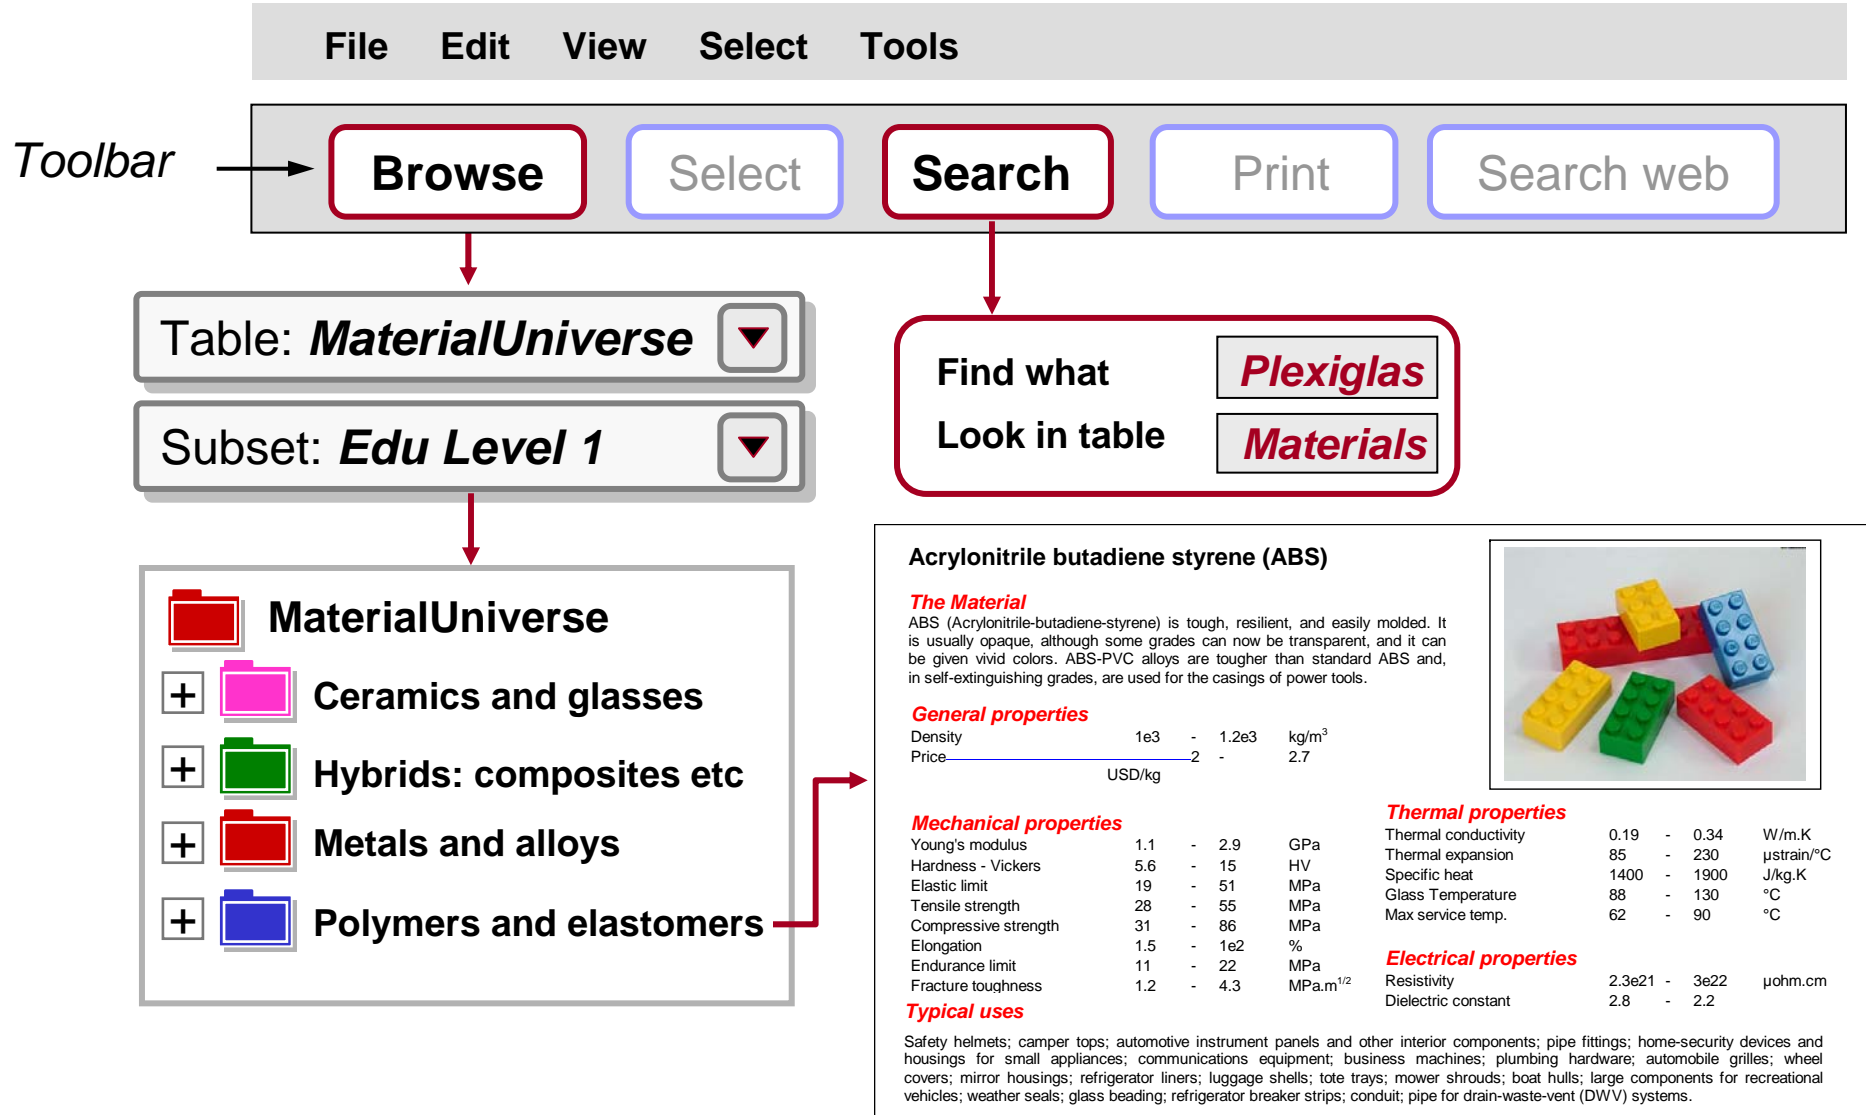 File Edit View Select Tools
Toolbar
Browse Select Search Print Search web
Table: MaterialUniverse
Subset: Edu Level 1
Find what Plexiglas
Look in table Materials
MaterialUniverse
+ Ceramics and glasses
+ Hybrids: composites etc
+ Metals and alloys
+ Polymers and elastomers
Acrylonitrile butadiene styrene (ABS)
The Material
ABS (Acrylonitrile-butadiene-styrene) is tough, resilient, and easily molded. It
is usually opaque, although some grades can now be transparent, and it can
be given vivid colors. ABS-PVC alloys are tougher than standard ABS and,
in self-extinguishing grades, are used for the casings of power tools.
General properties
Density 1e3 - 1.2e3 kg/m³
Price 2 - 2.7
USD/kg
Mechanical properties
Young's modulus 1.1 - 2.9 GPa
Hardness - Vickers 5.6 - 15 HV
Elastic limit 19 - 51 MPa
Tensile strength 28 - 55 MPa
Compressive strength 31 - 86 MPa
Elongation 1.5 - 1e2 %
Endurance limit 11 - 22 MPa
Fracture toughness 1.2 - 4.3 MPa.m^1/2
Thermal properties
Thermal conductivity 0.19 - 0.34 W/m.K
Thermal expansion 85 - 230 µstrain/°C
Specific heat 1400 - 1900 J/kg.K
Glass Temperature 88 - 130 °C
Max service temp. 62 - 90 °C
Electrical properties
Resistivity 2.3e21 - 3e22 µohm.cm
Dielectric constant 2.8 - 2.2
Typical uses
Safety helmets; camper tops; automotive instrument panels and other interior components; pipe fittings; home-security devices and
housings for small appliances; communications equipment; business machines; plumbing hardware; automobile grilles; wheel
covers; mirror housings; refrigerator liners; luggage shells; tote trays; mower shrouds; boat hulls; large components for recreational
vehicles; weather seals; glass beading; refrigerator breaker strips; conduit; pipe for drain-waste-vent (DWV) systems.